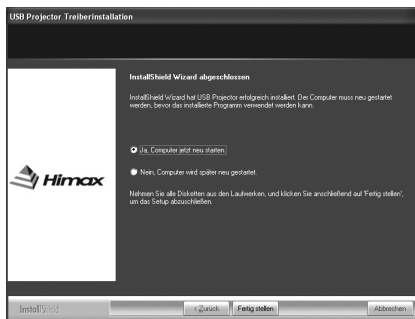 USB Projector Treiberinstallation
InstallShield Wizard abgeschlossen
InstallShield Wizard hat USB Projector erfolgreich installiert. Der Computer muss neu gestartet
werden, bevor das installierte Programm verwendet werden kann.
Ja, Computer jetzt neu starten.
Nein, Computer wird später neu gestartet.
Himax
Nehmen Sie alle Disketten aus den Laufwerken, und klicken Sie anschließend auf 'Fertig stellen',
um das Setup abzuschließen.
InstallShield
< Zurück
Fertig stellen
Abbrechen